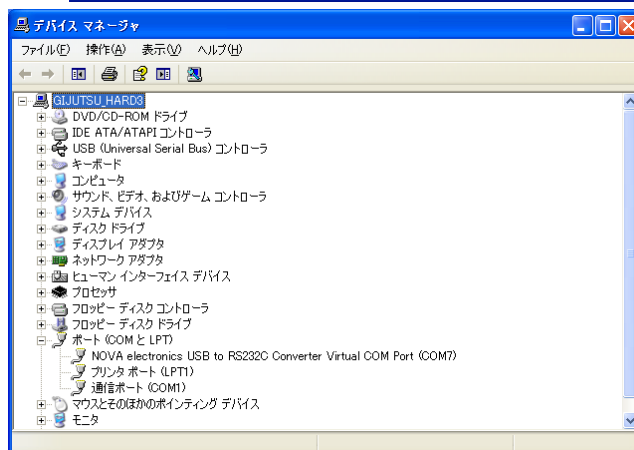 デバイス マネージャ
ファイル(F) 操作(A) 表示(V) ヘルプ(H)
GIJUTSU_HARD3
DVD/CD-ROM ドライブ
IDE ATA/ATAPI コントローラ
USB (Universal Serial Bus) コントローラ
キーボード
コンピュータ
サウンド、ビデオ、およびゲーム コントローラ
システム デバイス
ディスク ドライブ
ディスプレイ アダプタ
ネットワーク アダプタ
ヒューマン インターフェイス デバイス
プロセッサ
フロッピー ディスク コントローラ
フロッピー ディスク ドライブ
ポート (COM と LPT)
NOVA electronics USB to RS232C Converter Virtual COM Port (COM7)
プリンタ ポート (LPT1)
通信ポート (COM1)
マウスとそのほかのポインティング デバイス
モニタ